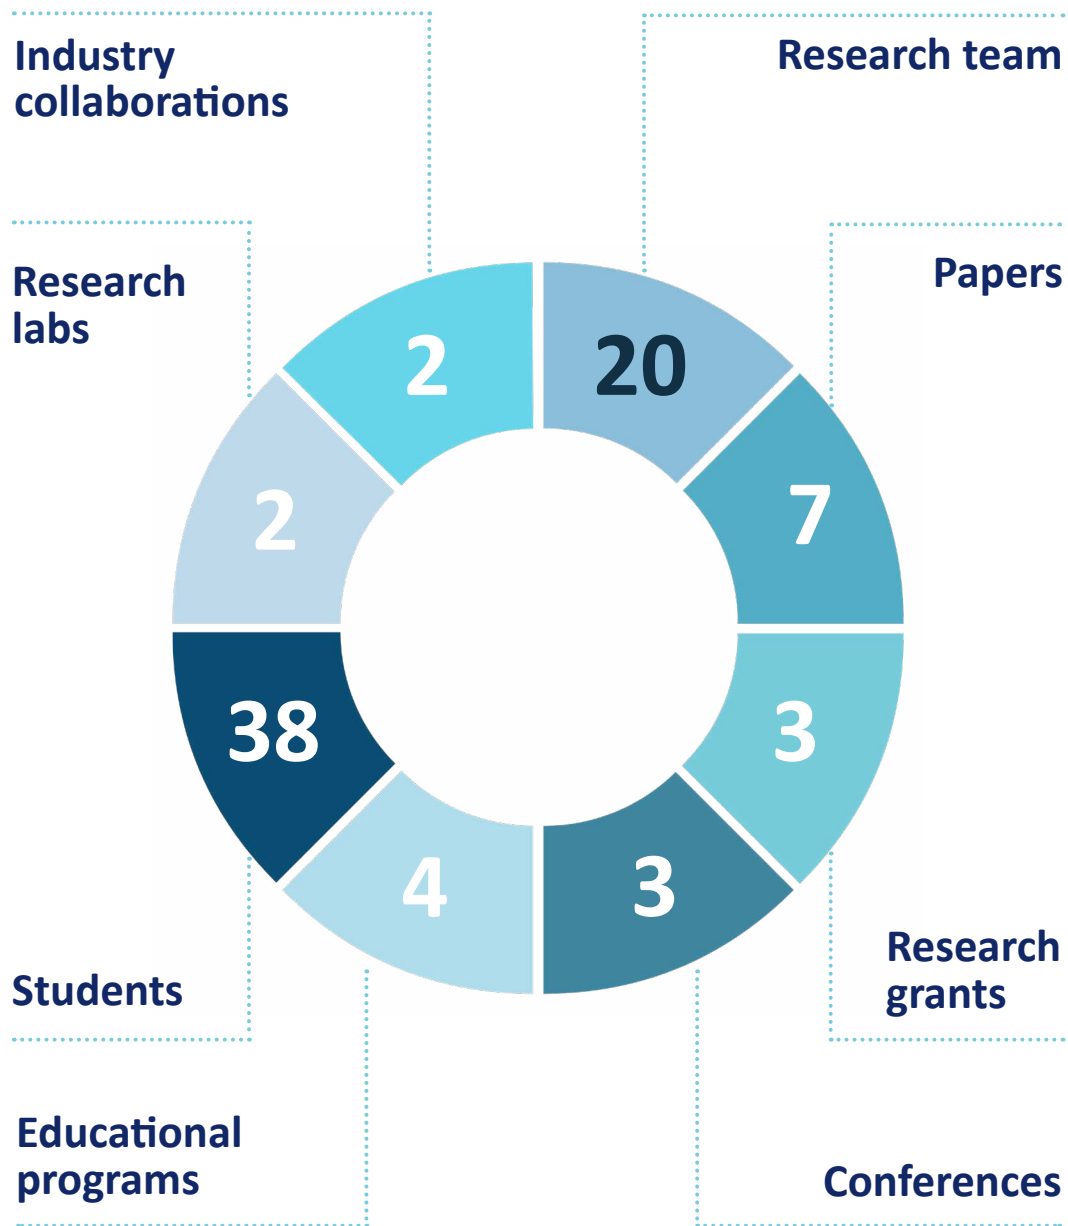 Industry
collaborations
Research team
Research
labs
Papers
2
20
2
7
38
3
4
3
Students
Research
grants
Educational
programs
Conferences